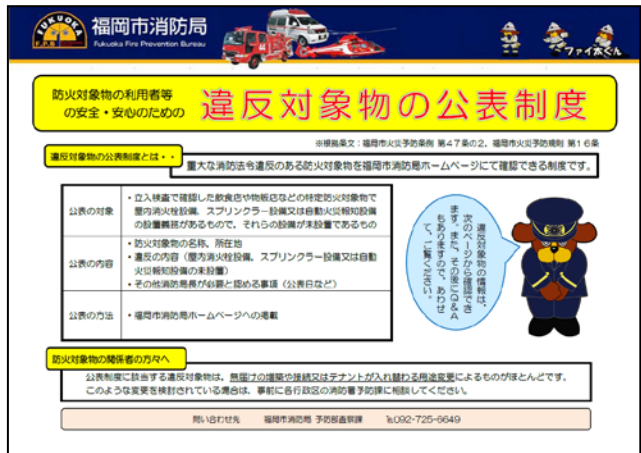 FUKUOKA
F.P.B
福岡市消防局
Fukuoka Fire Prevention Bureau
ファイ太くん
防火対象物の利用者等
の安全・安心のための
違反対象物の公表制度
※根拠条文：福岡市火災予防条例 第47条の2，福岡市火災予防規則 第16条
違反対象物の公表制度とは・・
重大な消防法令違反のある防火対象物を福岡市消防局ホームページにて確認できる制度です。
公表の対象
・立入検査で確認した飲食店や物販店などの特定防火対象物で
屋内消火栓設備，スプリンクラー設備又は自動火災報知設備
の設置義務があるもので，それらの設備が未設置であるもの
公表の内容
・防火対象物の名称，所在地
・違反の内容（屋内消火栓設備，スプリンクラー設備又は自動
火災報知設備の未設置）
・その他消防局長が必要と認める事項（公表日など）
公表の方法
・福岡市消防局ホームページへの掲載
違反対象物の情報は，
次のページから確認でき
ます。また，その後にQ&A
もありますので，あわせ
て，ご覧ください。
防火対象物の関係者の方々へ
公表制度に該当する違反対象物は，無届けの増築や接続又はテナントが入れ替わる用途変更によるものがほとんどです。
このような変更を検討されている場合は，事前に各行政区の消防署予防課に相談してください。
問い合わせ先 福岡市消防局 予防部査察課 ℡092-725-6649